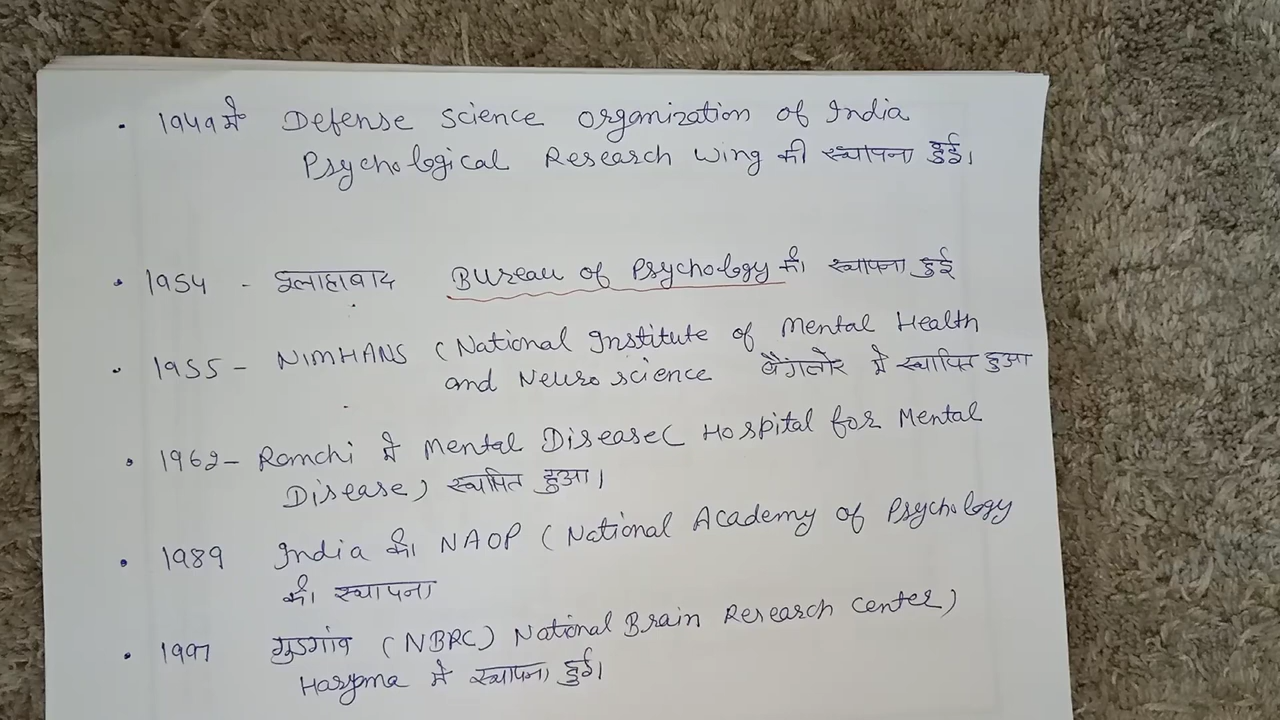 • 1949 में Defense Science Organization of India
Psychological Research Wing की स्थापना हुई।
• 1954 - इलाहाबाद Bureau of Psychology की स्थापना हुई
• 1955 - NIMHANS (National Institute of Mental Health
and Neuro science बैंगलोर में स्थापित हुआ
• 1962 - Ranchi में Mental Disease ( Hospital for Mental
Disease) स्थापित हुआ।
• 1989 India की NAOP (National Academy of Psychology
की स्थापना
• 1997 गुडगांव (NBRC) National Brain Research Center)
Haryana में स्थापना हुई।